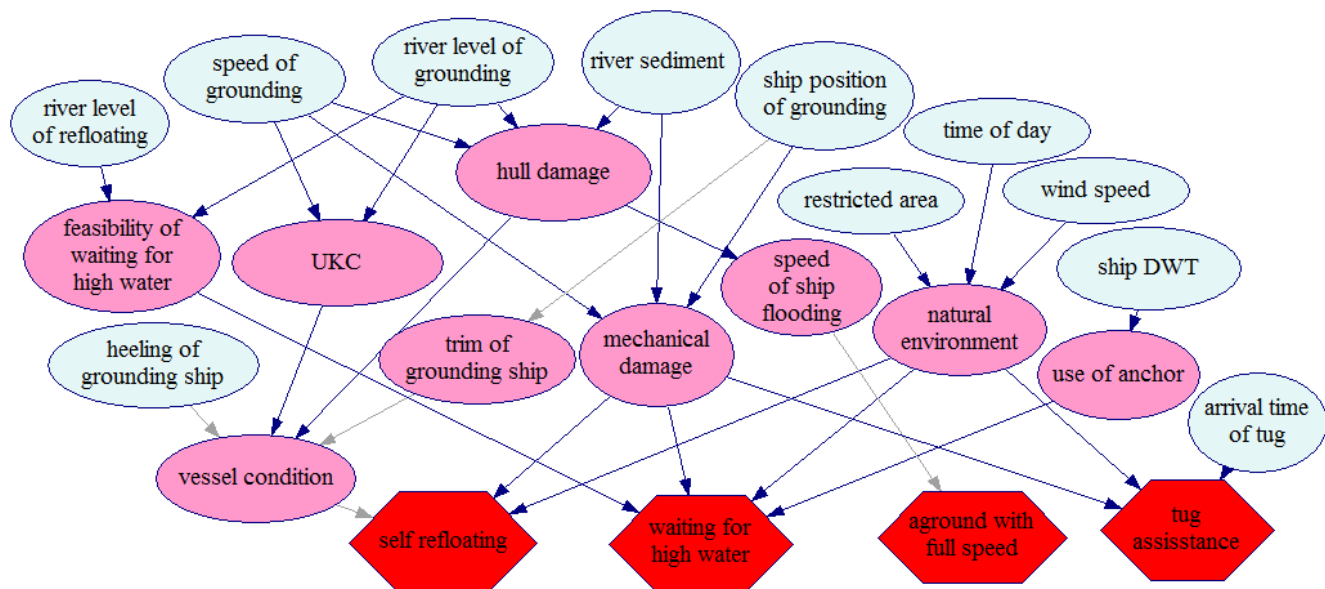 speed of
grounding
river level of
grounding
river sediment
ship position
of grounding
river level
of refloating
time of day
hull damage
wind speed
restricted area
feasibility of
waiting for
high water
UKC
speed
of ship
flooding
ship DWT
natural
environment
heeling of
grounding ship
trim of
grounding ship
mechanical
damage
use of anchor
arrival time
of tug
vessel condition
self refloating
waiting for
high water
aground with
full speed
tug
assisstance